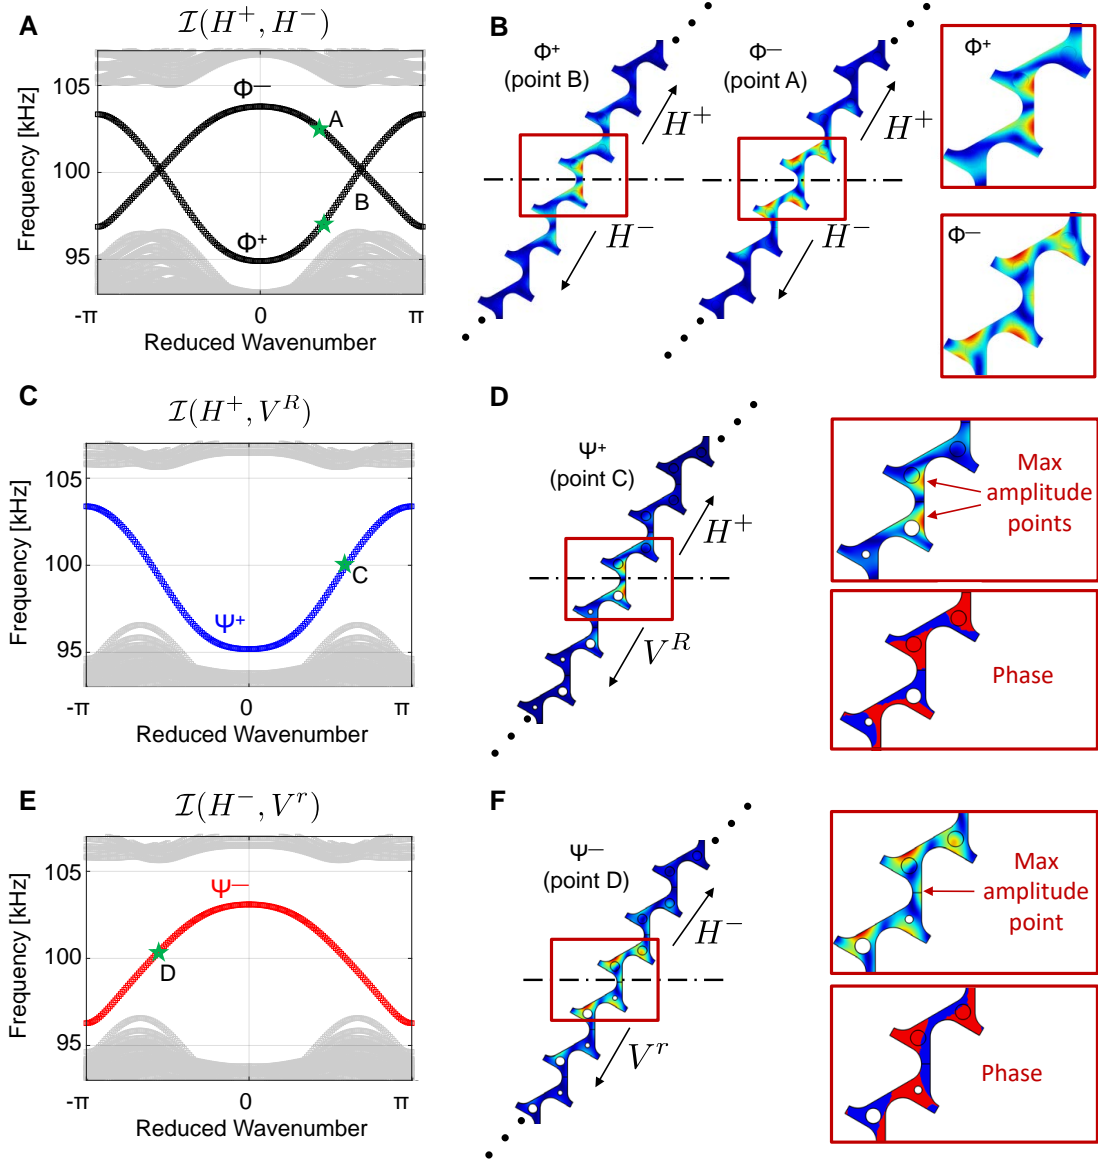 A
I(H⁺, H⁻)
105
100
95
Frequency [kHz]
Φ—
A
B
Φ⁺
-π
0
π
Reduced Wavenumber
B
Φ⁺
(point B)
Φ—
(point A)
H⁺
H⁺
H⁻
H⁻
Φ⁺
Φ—
C
I(H⁺, Vᴿ)
105
100
95
Frequency [kHz]
C
Ψ⁺
-π
0
π
Reduced Wavenumber
D
Ψ⁺
(point C)
H⁺
Vᴿ
Max
amplitude
points
Phase
E
I(H⁻, Vʳ)
105
100
95
Frequency [kHz]
Ψ—
D
-π
0
π
Reduced Wavenumber
F
Ψ—
(point D)
H⁻
Vʳ
Max
amplitude
point
Phase